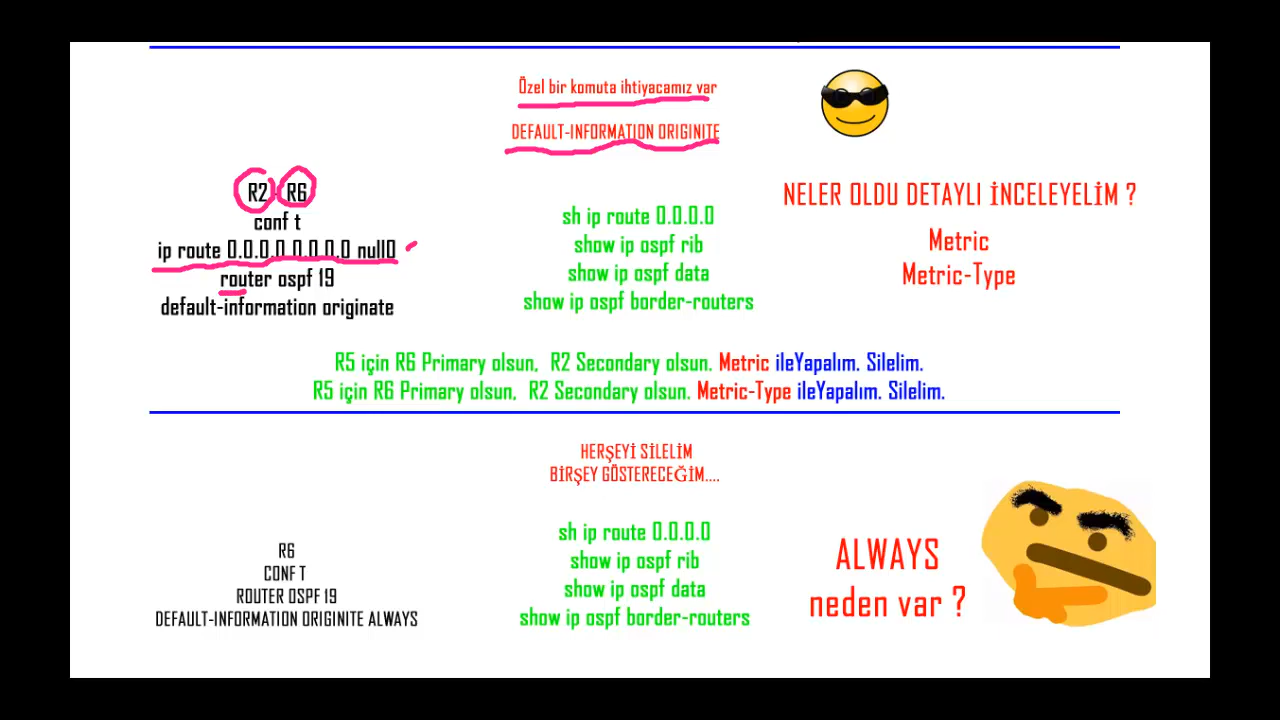 Özel bir komuta ihtiyacımız var
DEFAULT-INFORMATION ORIGINITE
R2 - R6
conf t
ip route 0.0.0.0 0.0.0.0 null0
router ospf 19
default-information originate
sh ip route 0.0.0.0
show ip ospf rib
show ip ospf data
show ip ospf border-routers
NELER OLDU DETAYLI İNCELEYELİM ?
Metric
Metric-Type
R5 için R6 Primary olsun, R2 Secondary olsun. Metric ileYapalım. Silelim.
R5 için R6 Primary olsun, R2 Secondary olsun. Metric-Type ileYapalım. Silelim.
HERŞEYİ SİLELİM
BİRŞEY GÖSTERECEĞİM....
R6
CONF T
ROUTER OSPF 19
DEFAULT-INFORMATION ORIGINITE ALWAYS
sh ip route 0.0.0.0
show ip ospf rib
show ip ospf data
show ip ospf border-routers
ALWAYS
neden var ?